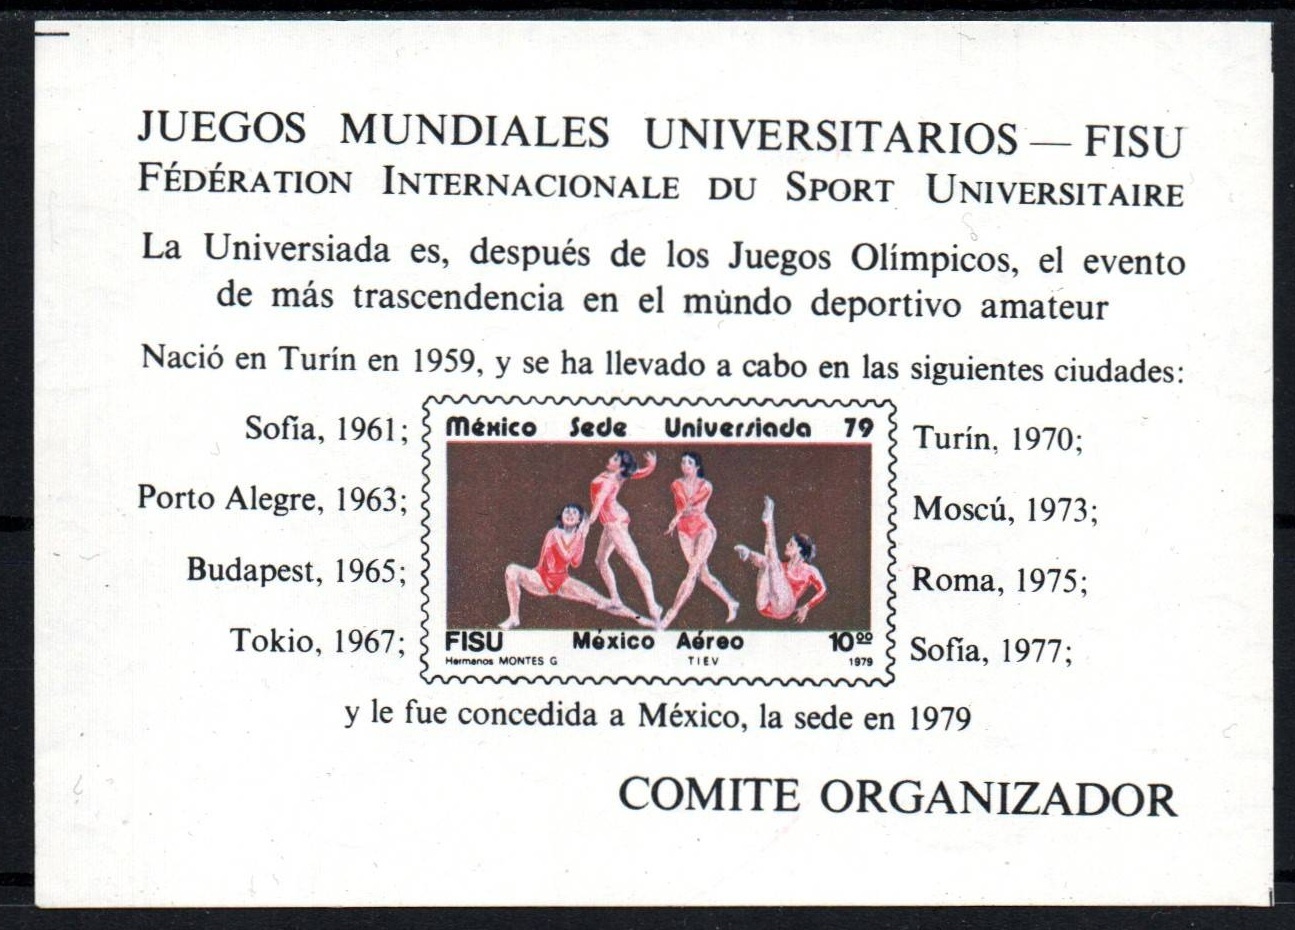 JUEGOS MUNDIALES UNIVERSITARIOS — FISU
FÉDÉRATION INTERNACIONALE DU SPORT UNIVERSITAIRE
La Universiada es, después de los Juegos Olímpicos, el evento
de más trascendencia en el mundo deportivo amateur
Nació en Turín en 1959, y se ha llevado a cabo en las siguientes ciudades:
Sofía, 1961;
Porto Alegre, 1963;
Budapest, 1965;
Tokio, 1967;
México Sede Universiada 79
FISU México Aéreo 10.00
Hermanos MONTES G TIEV 1979
Turín, 1970;
Moscú, 1973;
Roma, 1975;
Sofía, 1977;
y le fue concedida a México, la sede en 1979
COMITE ORGANIZADOR